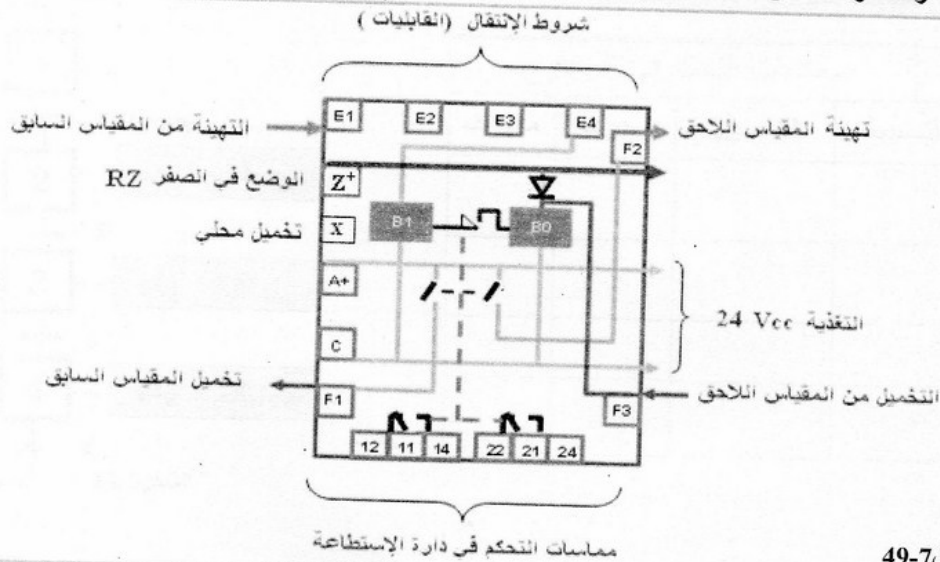 شروط الإنتقال (القابليات )
E1 E2 E3 E4
التهيئة من المقياس السابق
تهيئة المقياس اللاحق
F2
الوضع في الصفر RZ
Z+
تخميل محلي
X
B1 B0
A+
التغذية 24 Vcc
C
تخميل المقياس السابق
التخميل من المقياس اللاحق
F1
F3
12 11 14 22 21 24
مماسات التحكم في دارة الإستطاعة
49-7